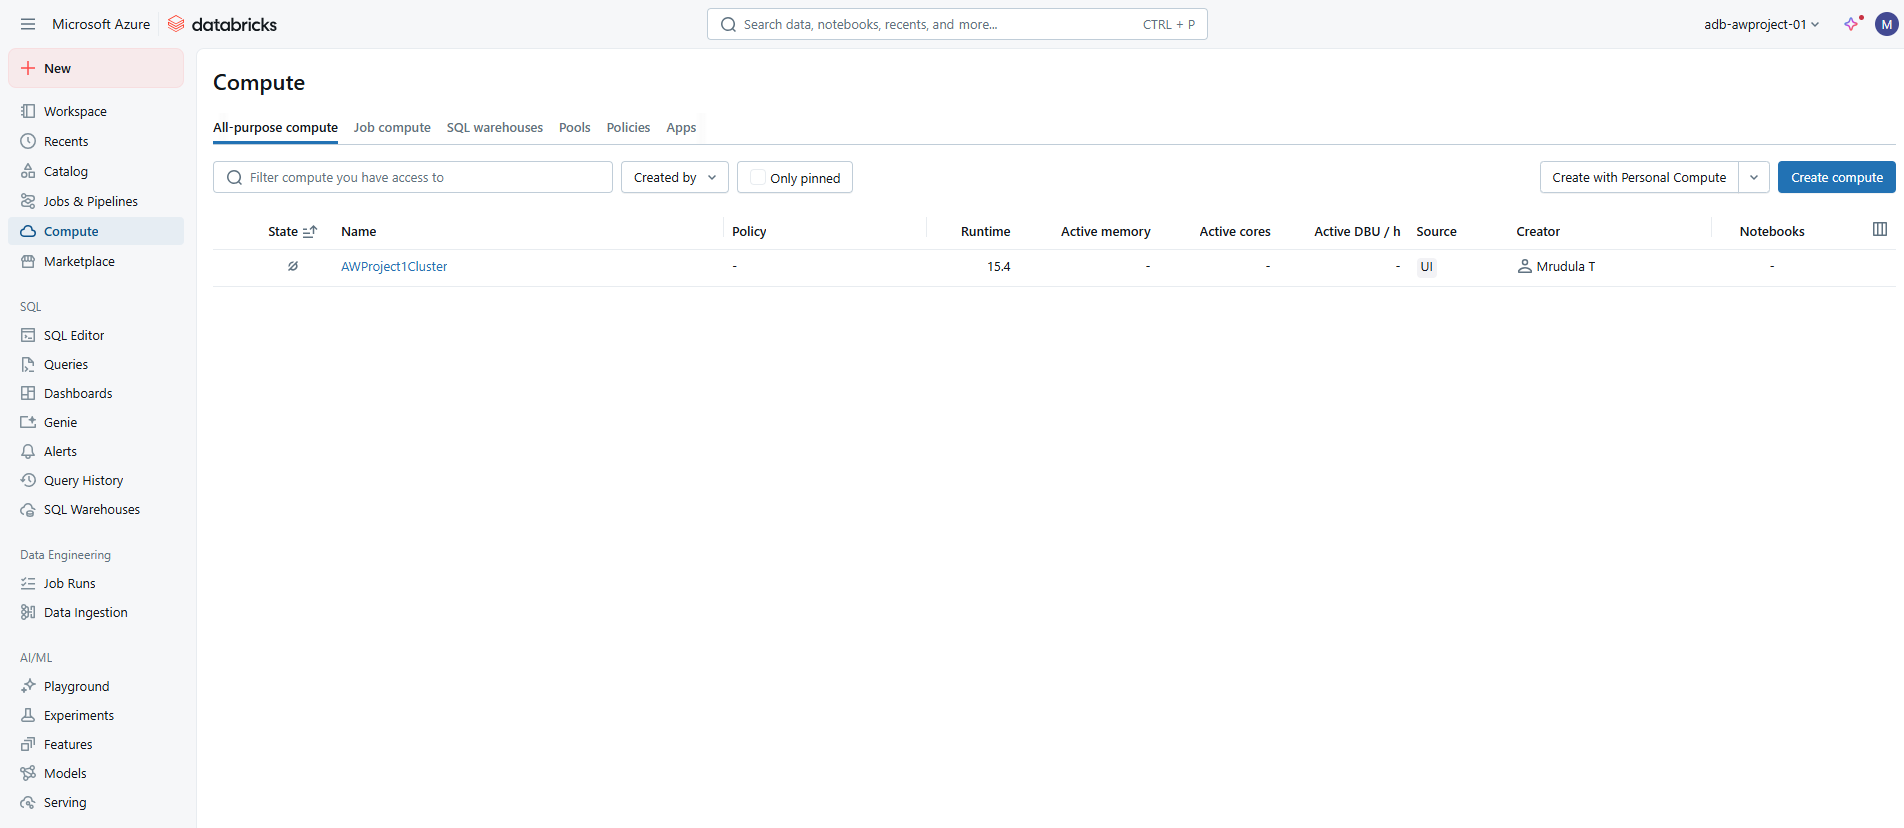 Microsoft Azure databricks
Search data, notebooks, recents, and more... CTRL + P
adb-awproject-01
M
New
Workspace
Recents
Catalog
Jobs & Pipelines
Compute
Marketplace
SQL
SQL Editor
Queries
Dashboards
Genie
Alerts
Query History
SQL Warehouses
Data Engineering
Job Runs
Data Ingestion
AI/ML
Playground
Experiments
Features
Models
Serving
Compute
All-purpose compute Job compute SQL warehouses Pools Policies Apps
Filter compute you have access to Created by Only pinned Create with Personal Compute Create compute
State Name Policy Runtime Active memory Active cores Active DBU / h Source Creator Notebooks
AWProject1Cluster - 15.4 - - - UI Mrudula T -